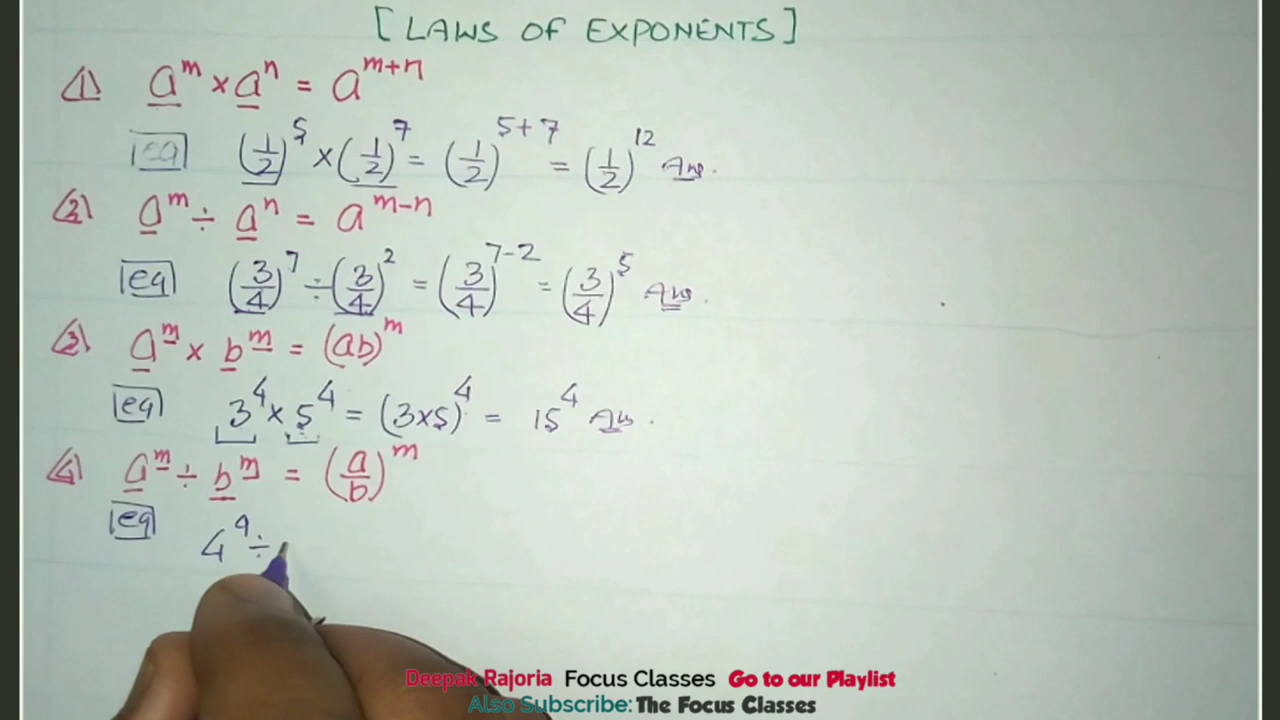 [LAWS OF EXPONENTS]
(1) a^m × a^n = a^(m+n)
eg (1/2)^5 × (1/2)^7 = (1/2)^(5+7) = (1/2)^12 Ans.
(2) a^m ÷ a^n = a^(m-n)
eg (3/4)^7 ÷ (3/4)^2 = (3/4)^(7-2) = (3/4)^5 Ans.
(3) a^m × b^m = (ab)^m
eg 3^4 × 5^4 = (3×5)^4 = 15^4 Ans.
(4) a^m ÷ b^m = (a/b)^m
eg 4^9 ÷
Deepak Rajoria Focus Classes Go to our Playlist
Also Subscribe: The Focus Classes